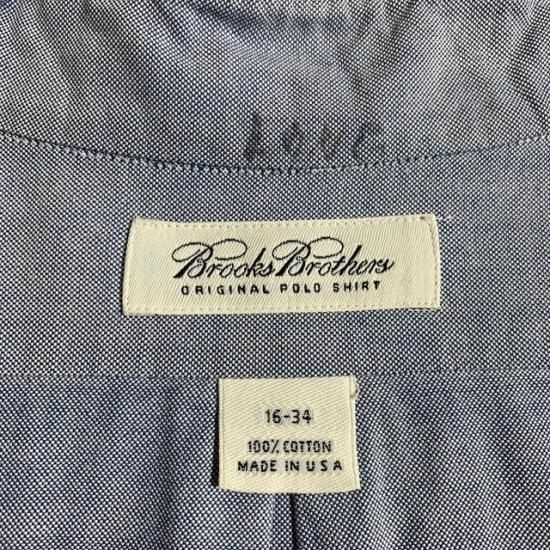 Brooks Brothers
ORIGINAL POLO SHIRT
16-34
100% COTTON
MADE IN USA